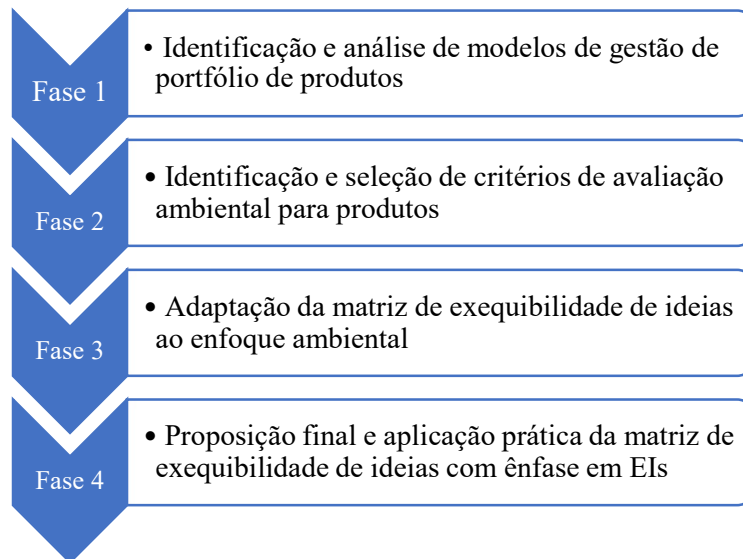 Fase 1
• Identificação e análise de modelos de gestão de
portfólio de produtos
Fase 2
• Identificação e seleção de critérios de avaliação
ambiental para produtos
Fase 3
• Adaptação da matriz de exequibilidade de ideias
ao enfoque ambiental
Fase 4
• Proposição final e aplicação prática da matriz de
exequibilidade de ideias com ênfase em EIs